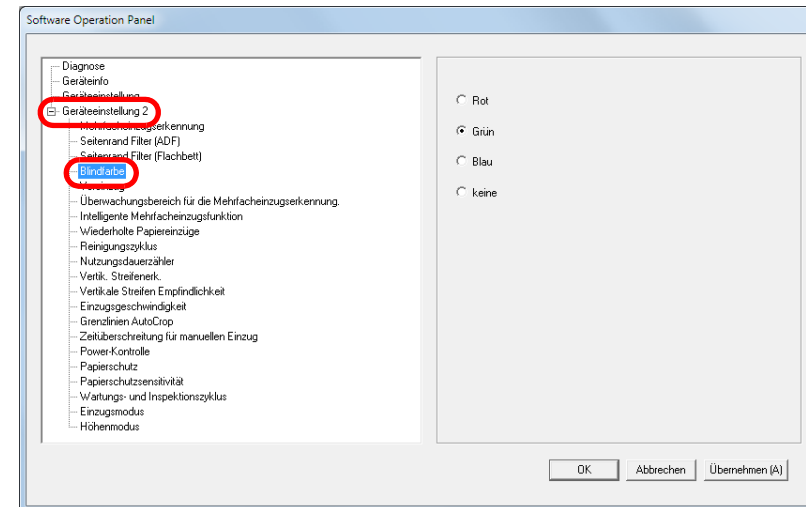 Software Operation Panel
Diagnose
Geräteinfo
Geräteeinstellung
Geräteeinstellung 2
Mehrfacheinzugserkennung
Seitenrand Filter (ADF)
Seitenrand Filter (Flachbett)
Blindfarbe
Voreinzug
Überwachungsbereich für die Mehrfacheinzugserkennung.
Intelligente Mehrfacheinzugsfunktion
Wiederholte Papiereinzüge
Reinigungszyklus
Nutzungsdauerzähler
Vertik. Streifenerk.
Vertikale Streifen Empfindlichkeit
Einzugsgeschwindigkeit
Grenzlinien AutoCrop
Zeitüberschreitung für manuellen Einzug
Power-Kontrolle
Papierschutz
Papierschutzsensitivität
Wartungs- und Inspektionszyklus
Einzugsmodus
Höhenmodus
Rot
Grün
Blau
keine
OK Abbrechen Übernehmen (A)